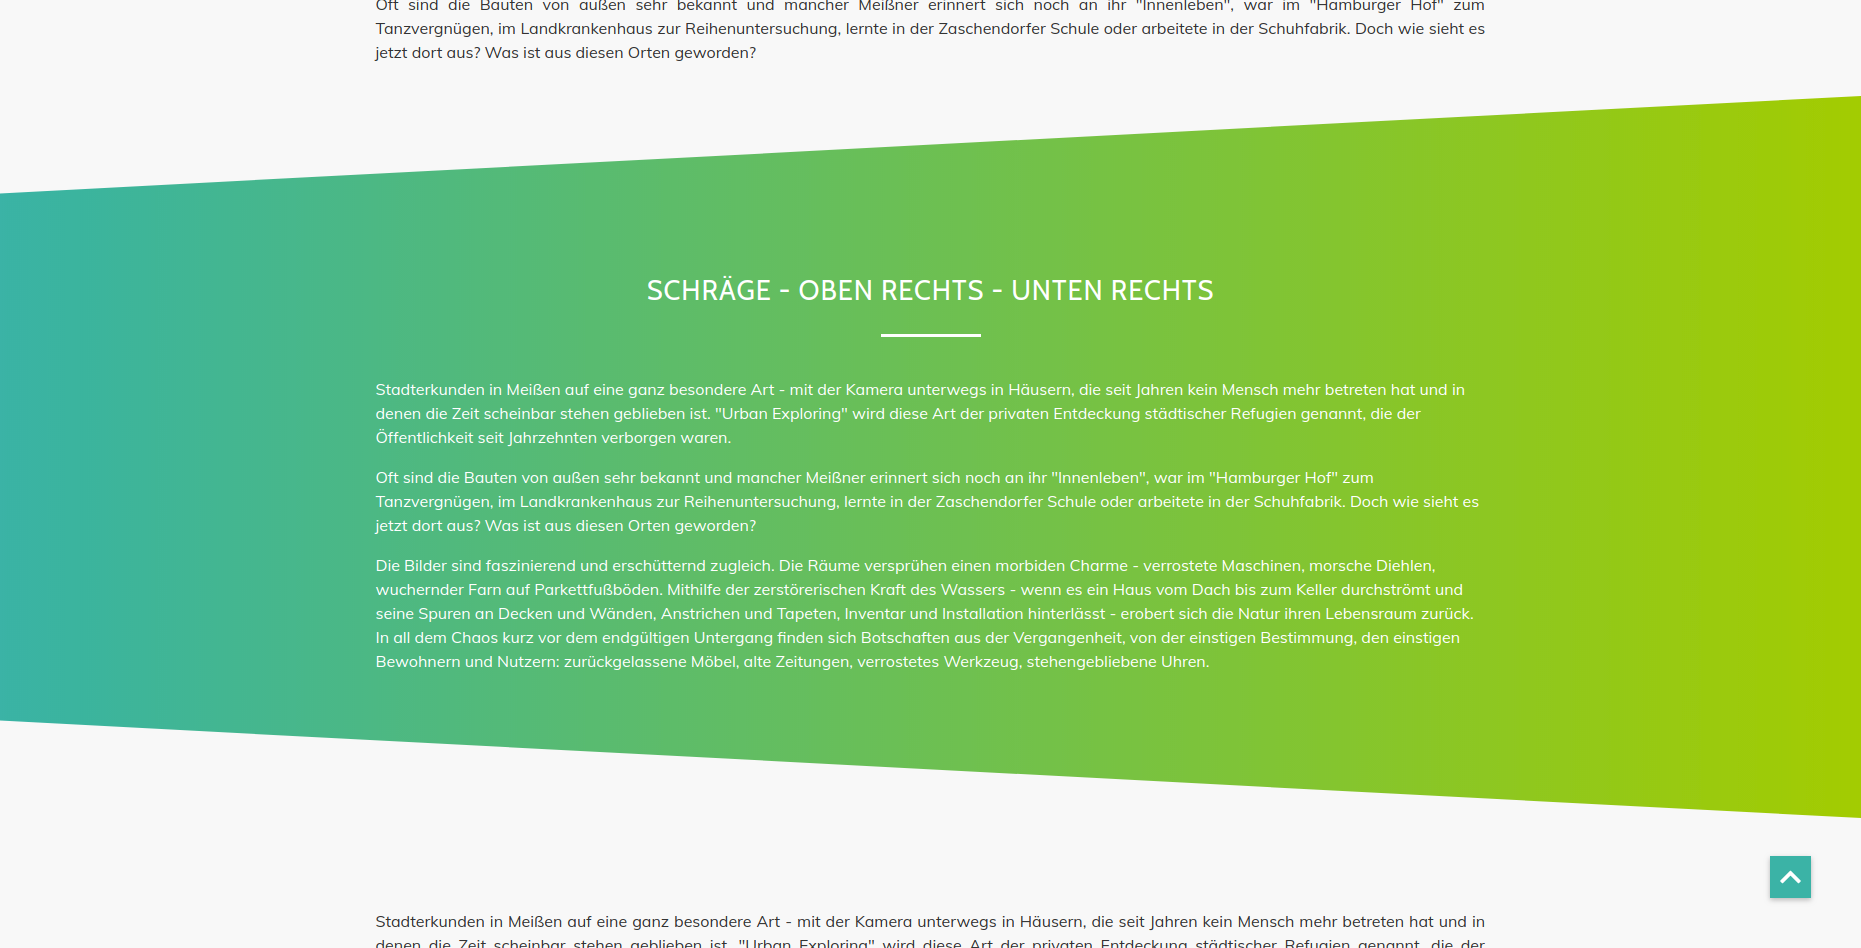 Oft sind die Bauten von außen sehr bekannt und mancher Meißner erinnert sich noch an ihr "Innenleben", war im "Hamburger Hof" zum
Tanzvergnügen, im Landkrankenhaus zur Reihenuntersuchung, lernte in der Zaschendorfer Schule oder arbeitete in der Schuhfabrik. Doch wie sieht es
jetzt dort aus? Was ist aus diesen Orten geworden?
SCHRÄGE - OBEN RECHTS - UNTEN RECHTS
Stadterkunden in Meißen auf eine ganz besondere Art - mit der Kamera unterwegs in Häusern, die seit Jahren kein Mensch mehr betreten hat und in
denen die Zeit scheinbar stehen geblieben ist. "Urban Exploring" wird diese Art der privaten Entdeckung städtischer Refugien genannt, die der
Öffentlichkeit seit Jahrzehnten verborgen waren.
Oft sind die Bauten von außen sehr bekannt und mancher Meißner erinnert sich noch an ihr "Innenleben", war im "Hamburger Hof" zum
Tanzvergnügen, im Landkrankenhaus zur Reihenuntersuchung, lernte in der Zaschendorfer Schule oder arbeitete in der Schuhfabrik. Doch wie sieht es
jetzt dort aus? Was ist aus diesen Orten geworden?
Die Bilder sind faszinierend und erschütternd zugleich. Die Räume versprühen einen morbiden Charme - verrostete Maschinen, morsche Diehlen,
wuchernder Farn auf Parkettfußböden. Mithilfe der zerstörerischen Kraft des Wassers - wenn es ein Haus vom Dach bis zum Keller durchströmt und
seine Spuren an Decken und Wänden, Anstrichen und Tapeten, Inventar und Installation hinterlässt - erobert sich die Natur ihren Lebensraum zurück.
In all dem Chaos kurz vor dem endgültigen Untergang finden sich Botschaften aus der Vergangenheit, von der einstigen Bestimmung, den einstigen
Bewohnern und Nutzern: zurückgelassene Möbel, alte Zeitungen, verrostetes Werkzeug, stehengebliebene Uhren.
Stadterkunden in Meißen auf eine ganz besondere Art - mit der Kamera unterwegs in Häusern, die seit Jahren kein Mensch mehr betreten hat und in
denen die Zeit scheinbar stehen geblieben ist. "Urban Exploring" wird diese Art der privaten Entdeckung städtischer Refugien genannt, die der